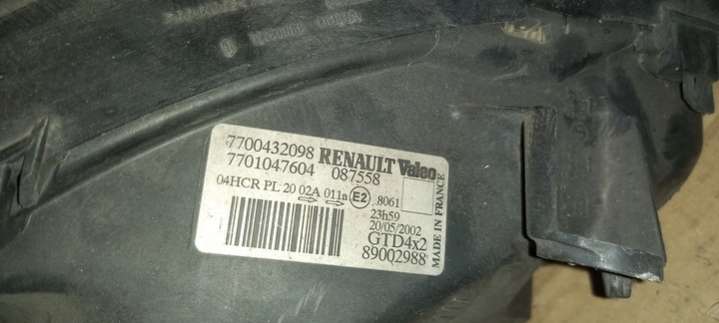 7700432098 RENAULT Valeo
7701047604 087558
04HCR PL 20 02A 011a E2 8061
23h59
20/05/2002
GTD4x2
89002988
MADE IN FRANCE